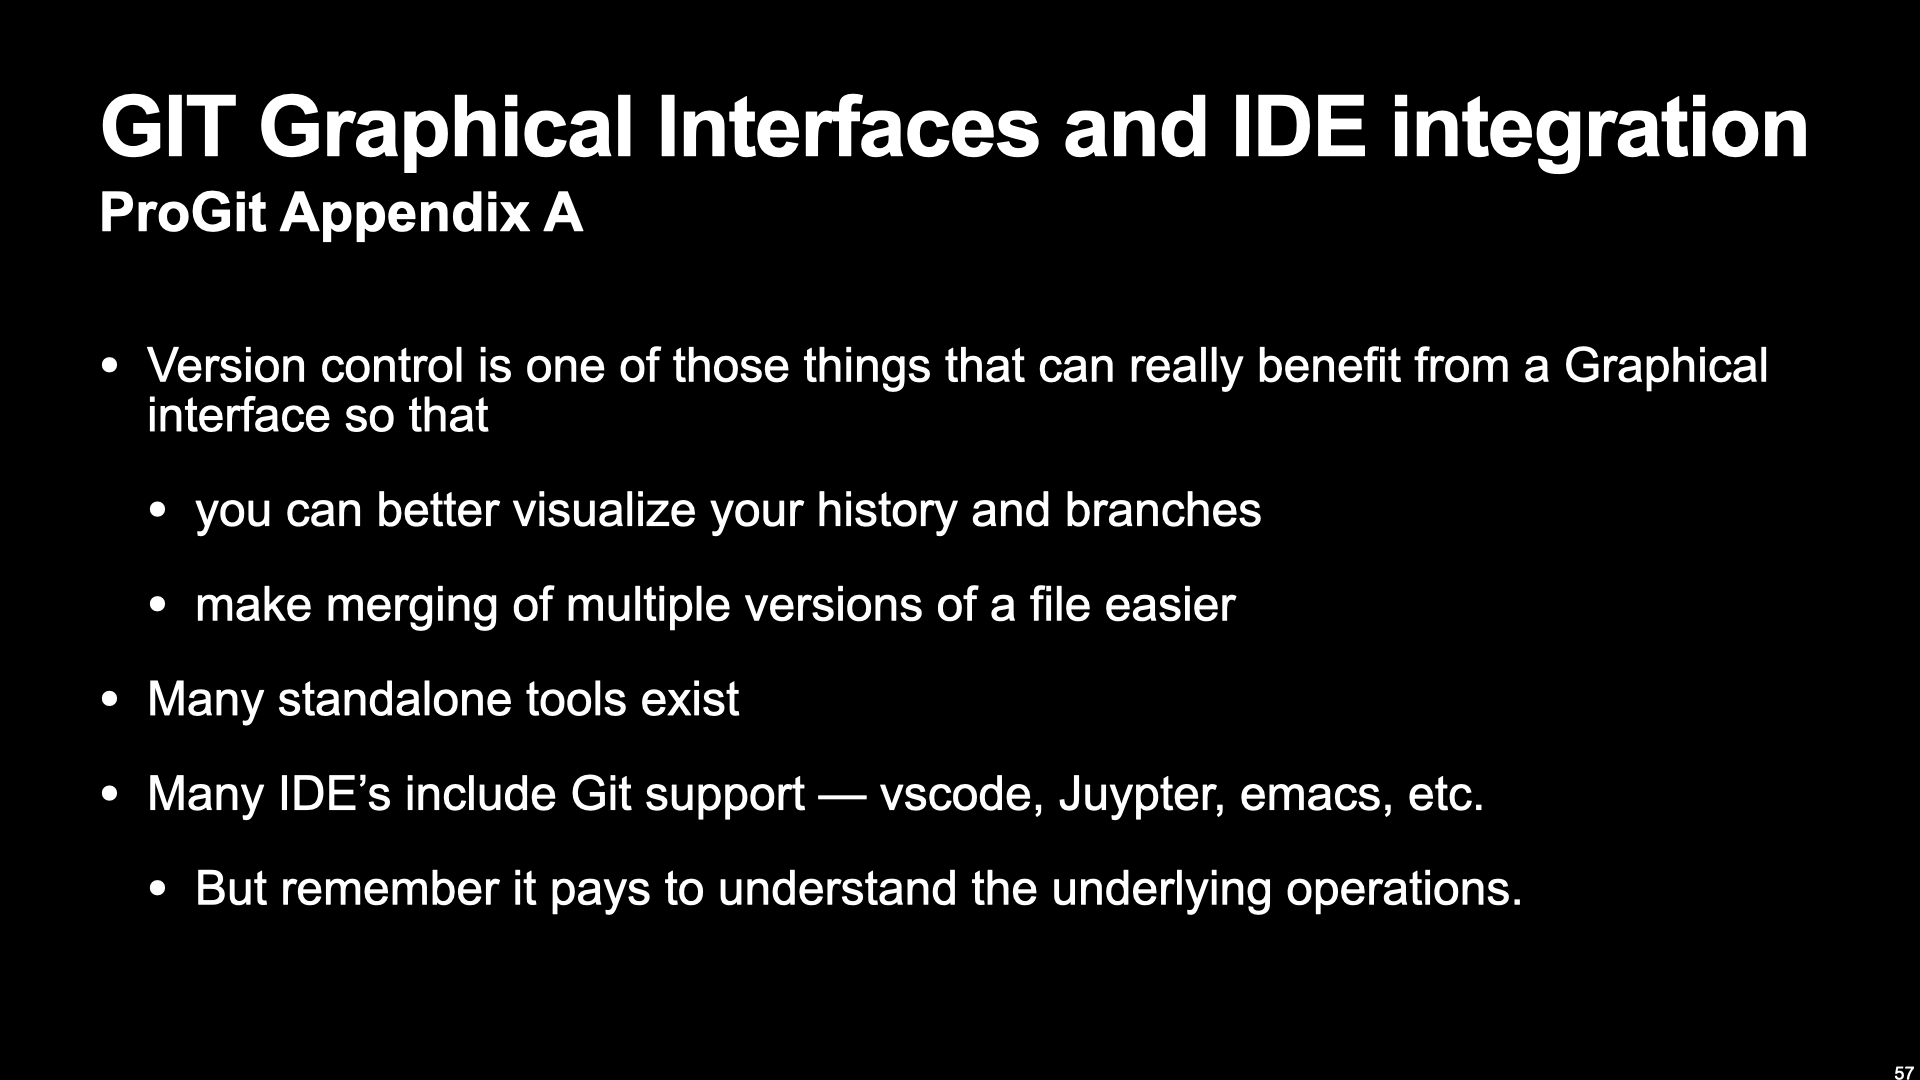 GIT Graphical Interfaces and IDE integration
ProGit Appendix A
• Version control is one of those things that can really benefit from a Graphical
interface so that
• you can better visualize your history and branches
• make merging of multiple versions of a file easier
• Many standalone tools exist
• Many IDE’s include Git support — vscode, Juypter, emacs, etc.
• But remember it pays to understand the underlying operations.
57